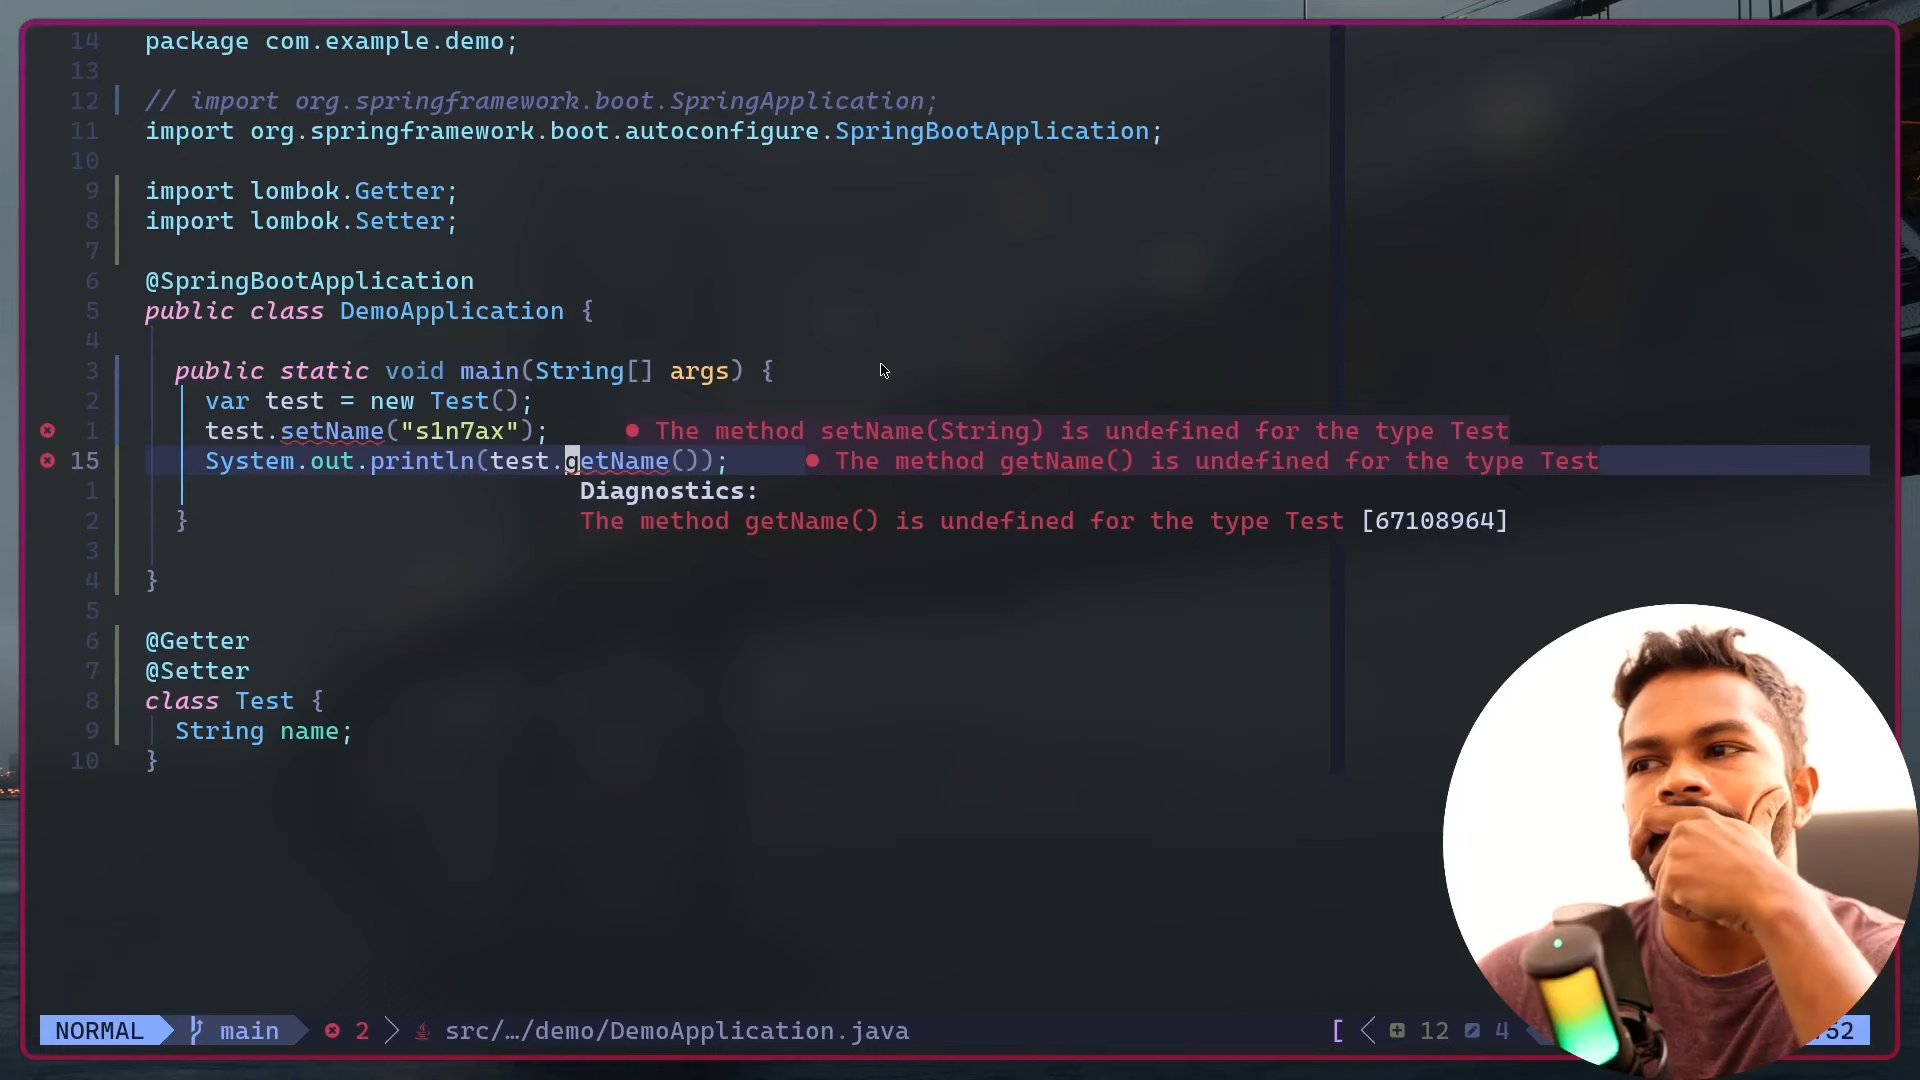 14 package com.example.demo;
13
12 // import org.springframework.boot.SpringApplication;
11 import org.springframework.boot.autoconfigure.SpringBootApplication;
10
9 import lombok.Getter;
8 import lombok.Setter;
7
6 @SpringBootApplication
5 public class DemoApplication {
4
3 public static void main(String[] args) {
2 var test = new Test();
1 test.setName("s1n7ax"); ● The method setName(String) is undefined for the type Test
15 System.out.println(test.getName()); ● The method getName() is undefined for the type Test
1 Diagnostics:
2 } The method getName() is undefined for the type Test [67108964]
3
4 }
5
6 @Getter
7 @Setter
8 class Test {
9 String name;
10 }
NORMAL main 2 src/…/demo/DemoApplication.java [ 12 4 52